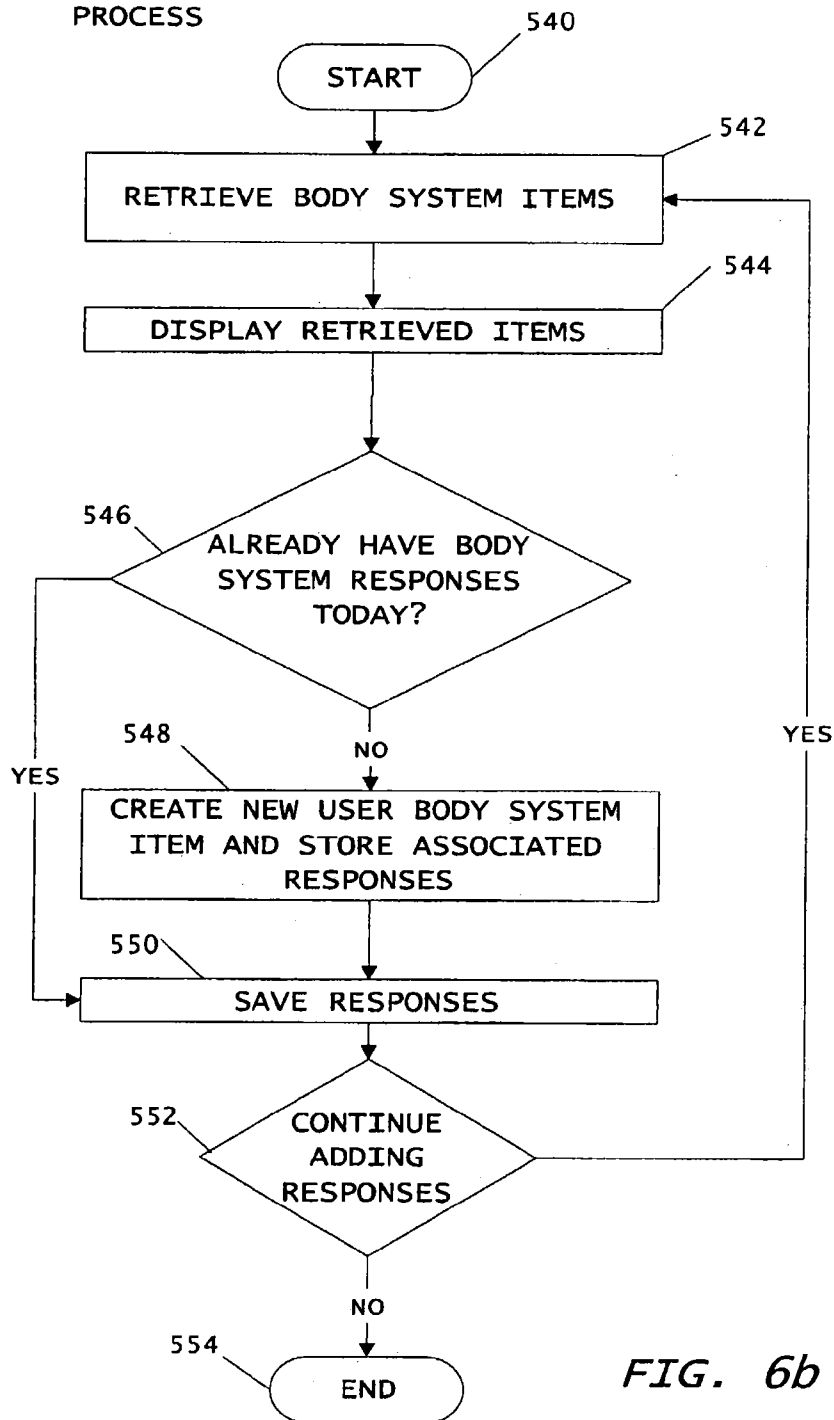 PROCESS
540
START
542
RETRIEVE BODY SYSTEM ITEMS
544
DISPLAY RETRIEVED ITEMS
546
ALREADY HAVE BODY
SYSTEM RESPONSES
TODAY?
NO
YES
YES
548
CREATE NEW USER BODY SYSTEM
ITEM AND STORE ASSOCIATED
RESPONSES
550
SAVE RESPONSES
552
CONTINUE
ADDING
RESPONSES
NO
554
END
FIG. 6b